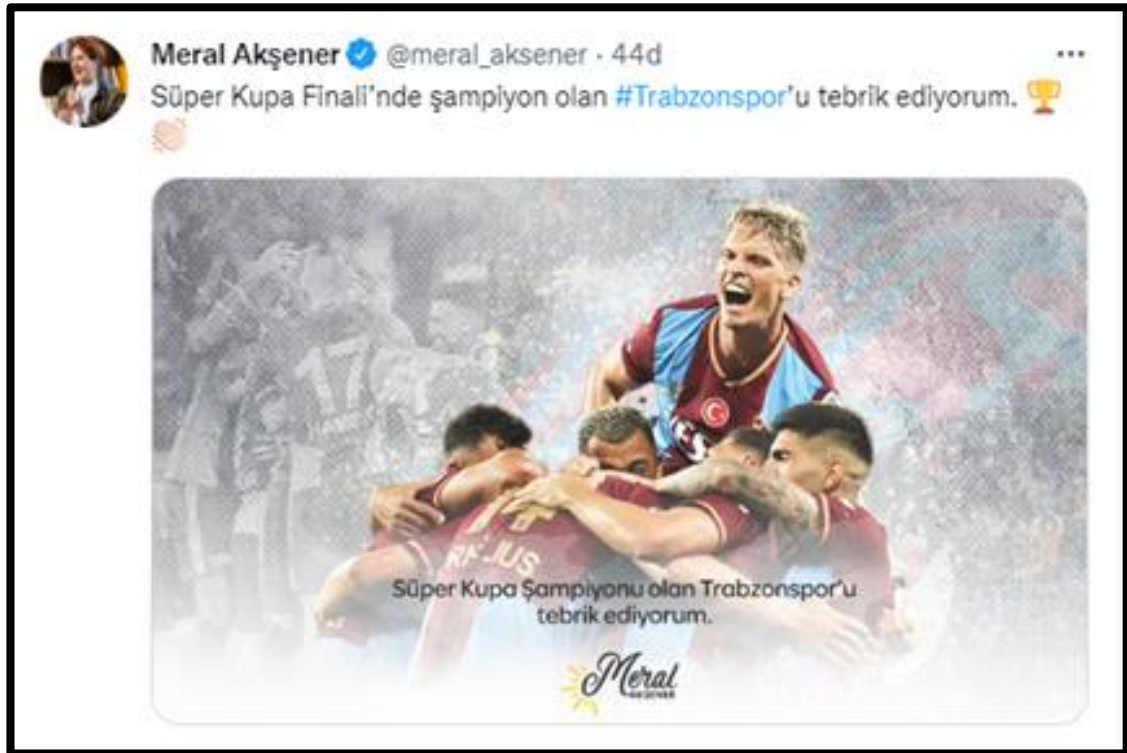 Meral Akşener @meral_aksener · 44d
Süper Kupa Finali'nde şampiyon olan #Trabzonspor'u tebrik ediyorum.
Süper Kupa Şampiyonu olan Trabzonspor'u
tebrik ediyorum.
Meral
AKŞENER